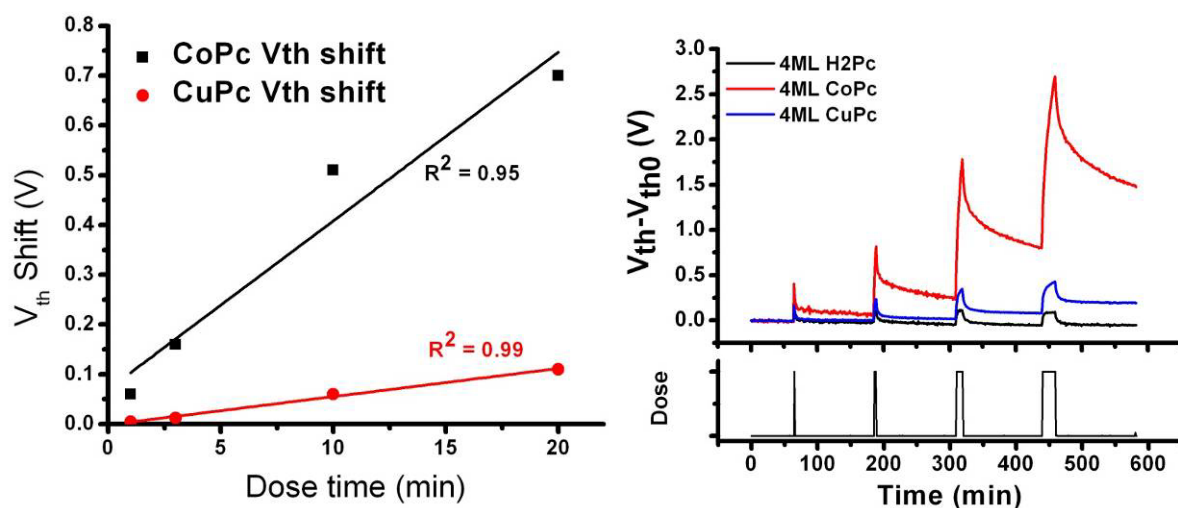 0.8
0.7
0.6
0.5
0.4
0.3
0.2
0.1
0.0
V_th Shift (V)
CoPc Vth shift
CuPc Vth shift
R² = 0.95
R² = 0.99
0 5 10 15 20
Dose time (min)
3.0
2.5
2.0
1.5
1.0
0.5
0.0
V_th-V_th0 (V)
4ML H2Pc
4ML CoPc
4ML CuPc
Dose
0 100 200 300 400 500 600
Time (min)